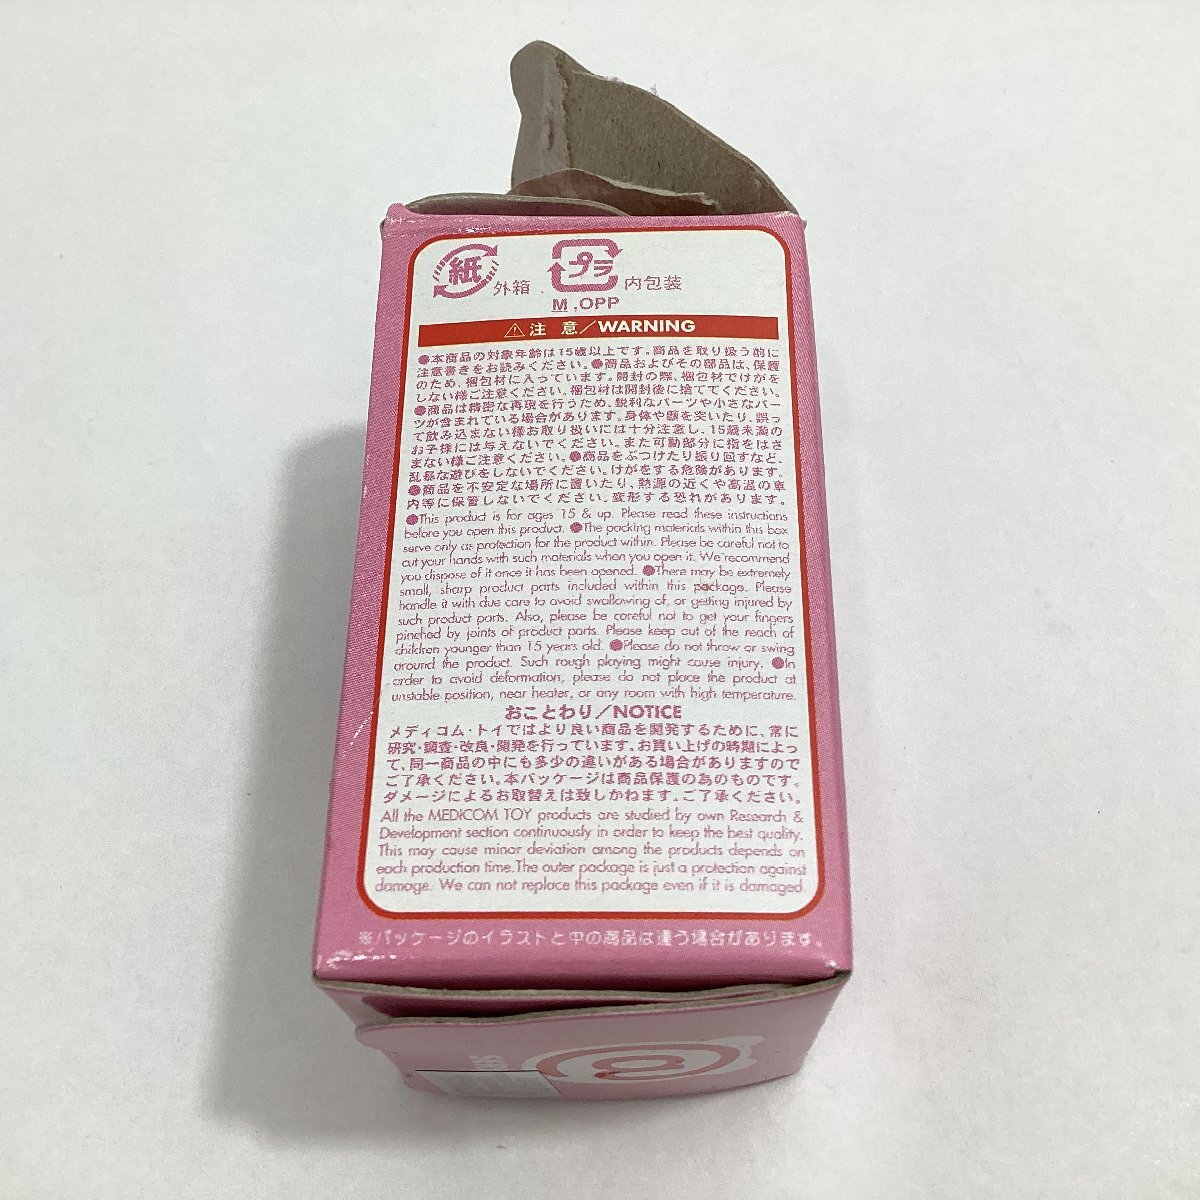 紙 外箱
プラ 内包装
M ,OPP
⚠注 意/WARNING
●本商品の対象年齢は15歳以上です。商品を取り扱う前に
注意書きをお読みください。●商品およびその部品は、保護
のため、梱包材に入っています。開封の際、梱包材でけがを
しない様ご注意ください。梱包材は開封後に捨ててください。
●商品は精密な再現を行うため、鋭利なパーツや小さなパー
ツが含まれている場合があります。身体や顔を突いたり、誤っ
て飲み込まない様お取り扱いには十分注意し、15歳未満の
お子様には与えないでください。また可動部分に指をはさ
まない様ご注意ください。●商品をぶつけたり振り回すなど、
乱暴な遊びをしないでください。けがをする危険があります。
●商品を不安定な場所に置いたり、熱源の近くや高温の車
内等に保管しないでください。変形する恐れがあります。
●This product is for ages 15 & up. Please read these instructions
before you open this product. ●The packing materials within this box
serve only as protection for the product within. Please be careful not to
cut your hands with such materials when you open it. We recommend
you dispose of it once it has been opened. ●There may be extremely
small, sharp product parts included within this package. Please
handle it with due care to avoid swallowing of, or getting injured by
such product parts. Also, please be careful not to get your fingers
pinched by joints of product parts. Please keep out of the reach of
children younger than 15 years old. ●Please do not throw or swing
around the product. Such rough playing might cause injury. ●In
order to avoid deformation, please do not place the product at
unstable position, near heater, or any room with high temperature.
おことわり/NOTICE
メディコム・トイではより良い商品を開発するために、常に
研究・調査・改良・開発を行っています。お買い上げの時期によっ
て、同一商品の中にも多少の違いがある場合がありますので
ご了承ください。本パッケージは商品保護の為のものです。
ダメージによるお取替えは致しかねます。ご了承ください。
All the MEDICOM TOY products are studied by own Research &
Development section continuously in order to keep the best quality.
This may cause minor deviation among the products depends on
each production time.The outer package is just a protection against
damage. We can not replace this package even if it is damaged.
※パッケージのイラストと中の商品は違う場合があります。